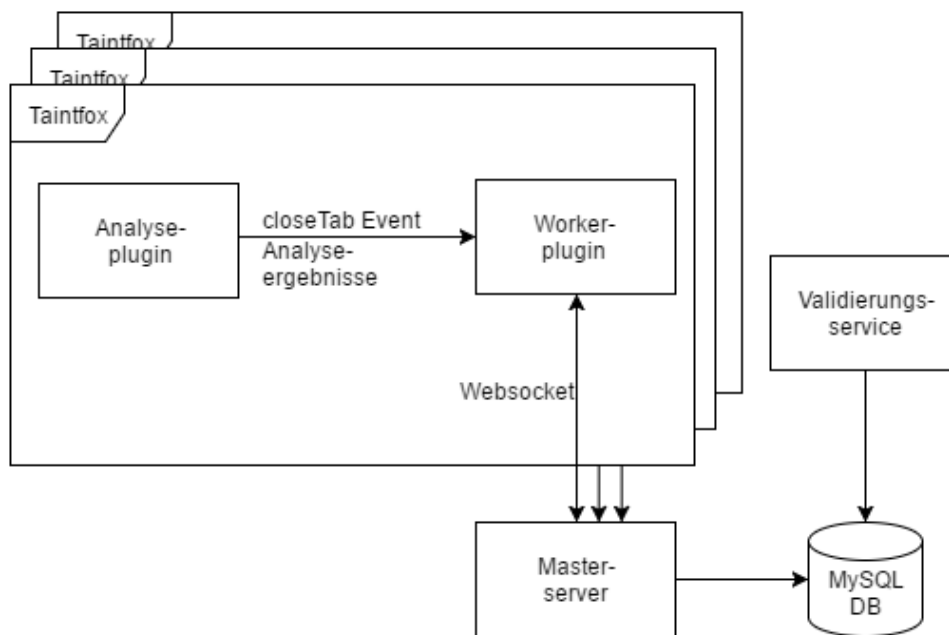 Taintfox
Taintfox
Taintfox
Analyse-
plugin
closeTab Event
Analyse-
ergebnisse
Worker-
plugin
Validierungs-
service
Websocket
Master-
server
MySQL
DB